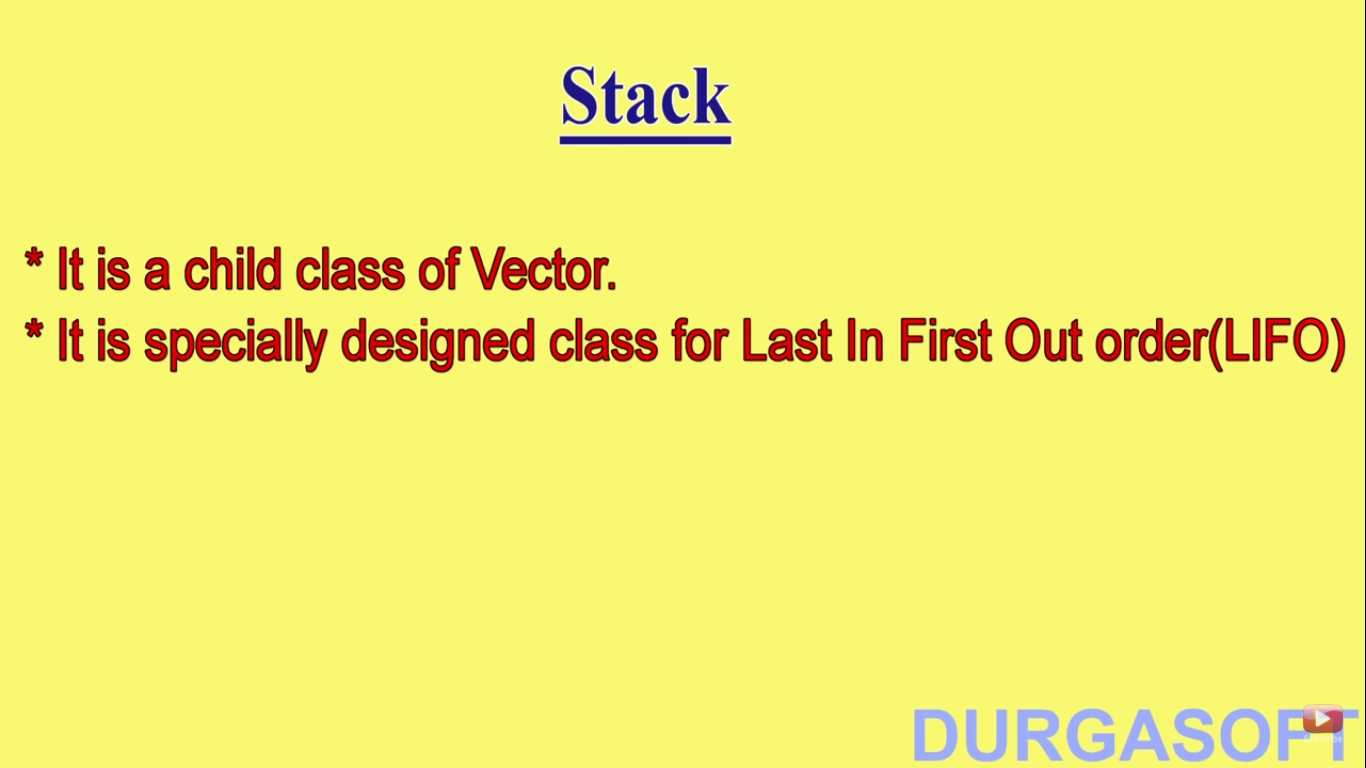 Stack
* It is a child class of Vector.
* It is specially designed class for Last In First Out order(LIFO)
DURGASOFT
Subscribe